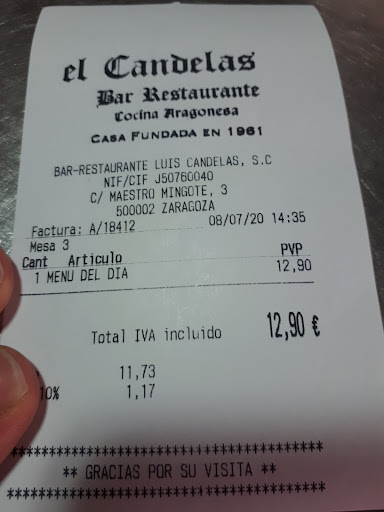 el Candelas
Bar Restaurante
Cocina Aragonesa
CASA FUNDADA EN 1961
BAR-RESTAURANTE LUIS CANDELAS, S.C
NIF/CIF J50760040
C/ MAESTRO MINGOTE, 3
500002 ZARAGOZA
Factura: A/18412 08/07/20 14:35
Mesa 3
Cant Articulo PVP
1 MENU DEL DIA 12,90
Total IVA incluido 12,90 €
11,73
10% 1,17
************************************
** GRACIAS POR SU VISITA **
************************************